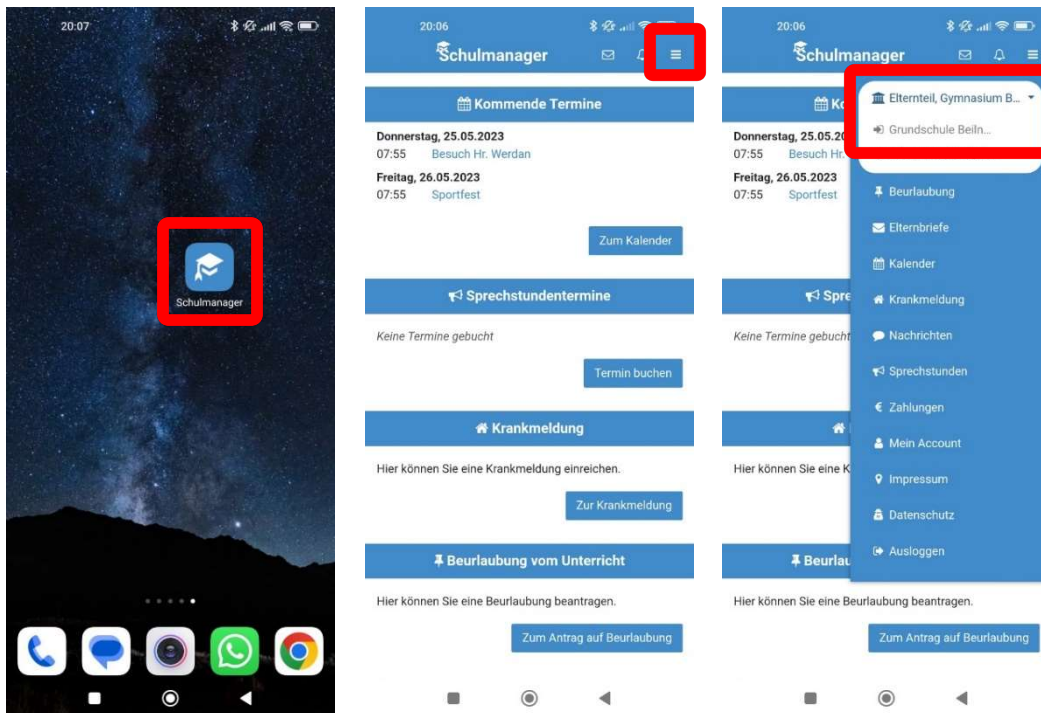 20:07
Schulmanager
20:06
Schulmanager
Kommende Termine
Donnerstag, 25.05.2023
07:55 Besuch Hr. Werdan
Freitag, 26.05.2023
07:55 Sportfest
Zum Kalender
Sprechstundentermine
Keine Termine gebucht
Termin buchen
Krankmeldung
Hier können Sie eine Krankmeldung einreichen.
Zur Krankmeldung
Beurlaubung vom Unterricht
Hier können Sie eine Beurlaubung beantragen.
Zum Antrag auf Beurlaubung
20:06
Schulmanager
Ko
Donnerstag, 25.05.20
07:55 Besuch Hr.
Freitag, 26.05.2023
07:55 Sportfest
Spre
Keine Termine gebucht
Hier können Sie eine K
Beurlau
Hier können Sie eine Beurlaubung beantragen.
Zum Antrag auf Beurlaubung
Elternteil, Gymnasium B...
Grundschule Beiln...
Beurlaubung
Elternbriefe
Kalender
Krankmeldung
Nachrichten
Sprechstunden
€ Zahlungen
Mein Account
Impressum
Datenschutz
Ausloggen